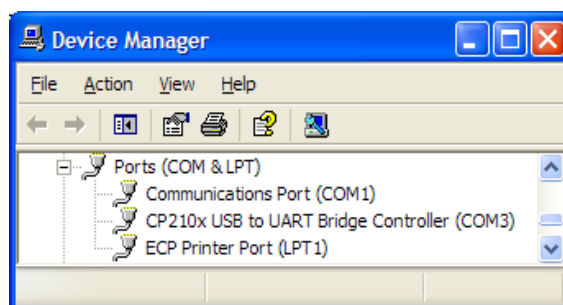 Device Manager
File Action View Help
Ports (COM & LPT)
Communications Port (COM1)
CP210x USB to UART Bridge Controller (COM3)
ECP Printer Port (LPT1)